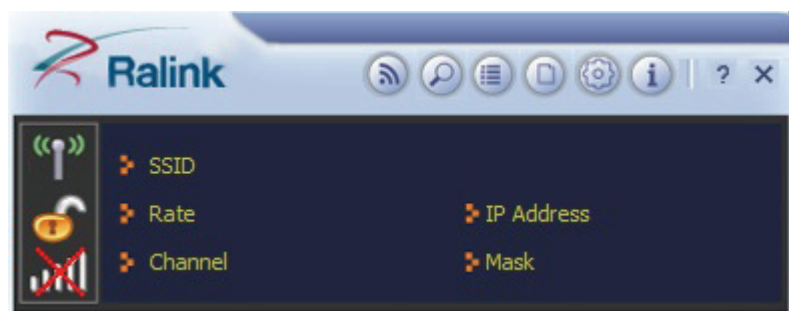 Ralink
i ? ×
SSID
Rate IP Address
Channel Mask